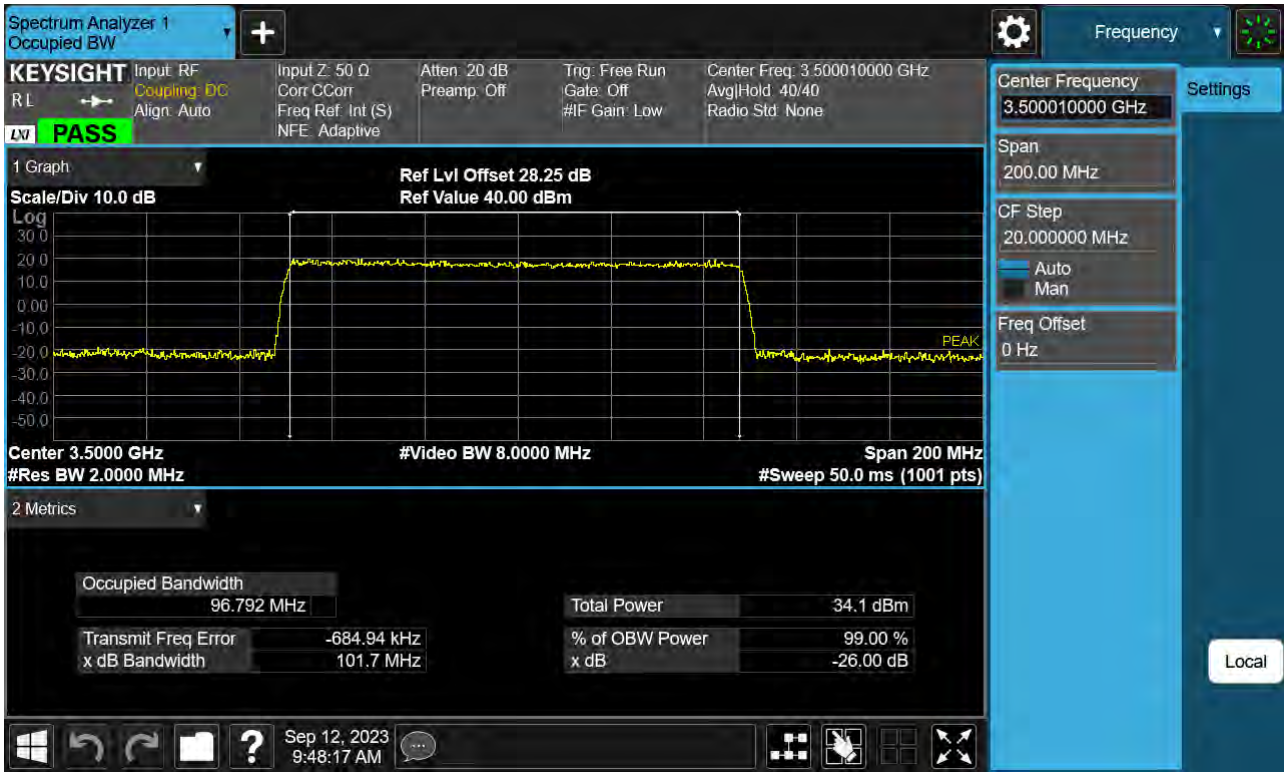 Spectrum Analyzer 1
Occupied BW
+
Frequency
KEYSIGHT
RL
LXI
PASS
Input: RF
Coupling: DC
Align: Auto
Input Z: 50 Ω
Corr CCorr
Freq Ref: Int (S)
NFE: Adaptive
Atten: 20 dB
Preamp: Off
Trig: Free Run
Gate: Off
#IF Gain: Low
Center Freq: 3.500010000 GHz
Avg|Hold: 40/40
Radio Std: None
1 Graph
Scale/Div 10.0 dB
Ref Lvl Offset 28.25 dB
Ref Value 40.00 dBm
Log
30.0
20.0
10.0
0.00
-10.0
-20.0
-30.0
-40.0
-50.0
PEAK
Center 3.5000 GHz
#Video BW 8.0000 MHz
Span 200 MHz
#Res BW 2.0000 MHz
#Sweep 50.0 ms (1001 pts)
2 Metrics
Occupied Bandwidth
96.792 MHz
Total Power 34.1 dBm
Transmit Freq Error -684.94 kHz
% of OBW Power 99.00 %
x dB Bandwidth 101.7 MHz
x dB -26.00 dB
Center Frequency
3.500010000 GHz
Settings
Span
200.00 MHz
CF Step
20.000000 MHz
Auto
Man
Freq Offset
0 Hz
Local
?
Sep 12, 2023
9:48:17 AM